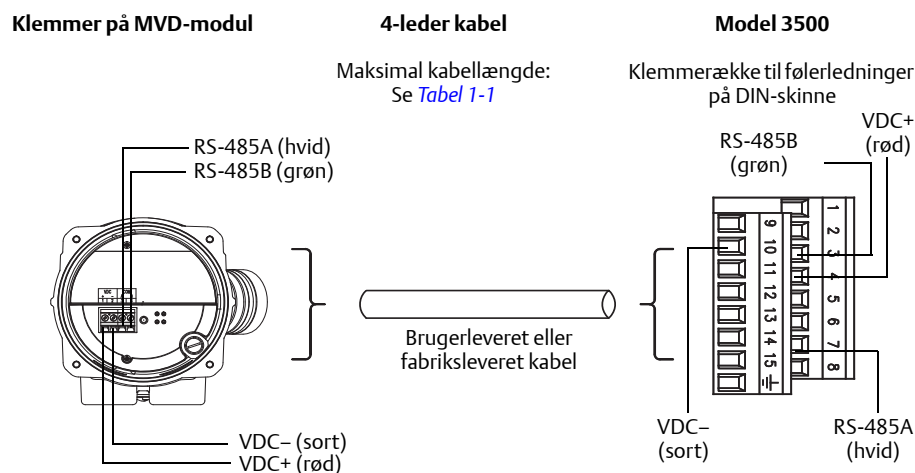 Klemmer på MVD-modul
4-leder kabel
Model 3500
Maksimal kabellængde:
Se Tabel 1-1
Klemmerække til følerledninger
på DIN-skinne
RS-485A (hvid)
RS-485B (grøn)
RS-485B
(grøn)
VDC+
(rød)
VDC
COM
1
2
3
4
5
6
7
8
9
10
11
12
13
14
15
Brugerleveret eller
fabriksleveret kabel
VDC– (sort)
VDC+ (rød)
VDC–
(sort)
RS-485A
(hvid)